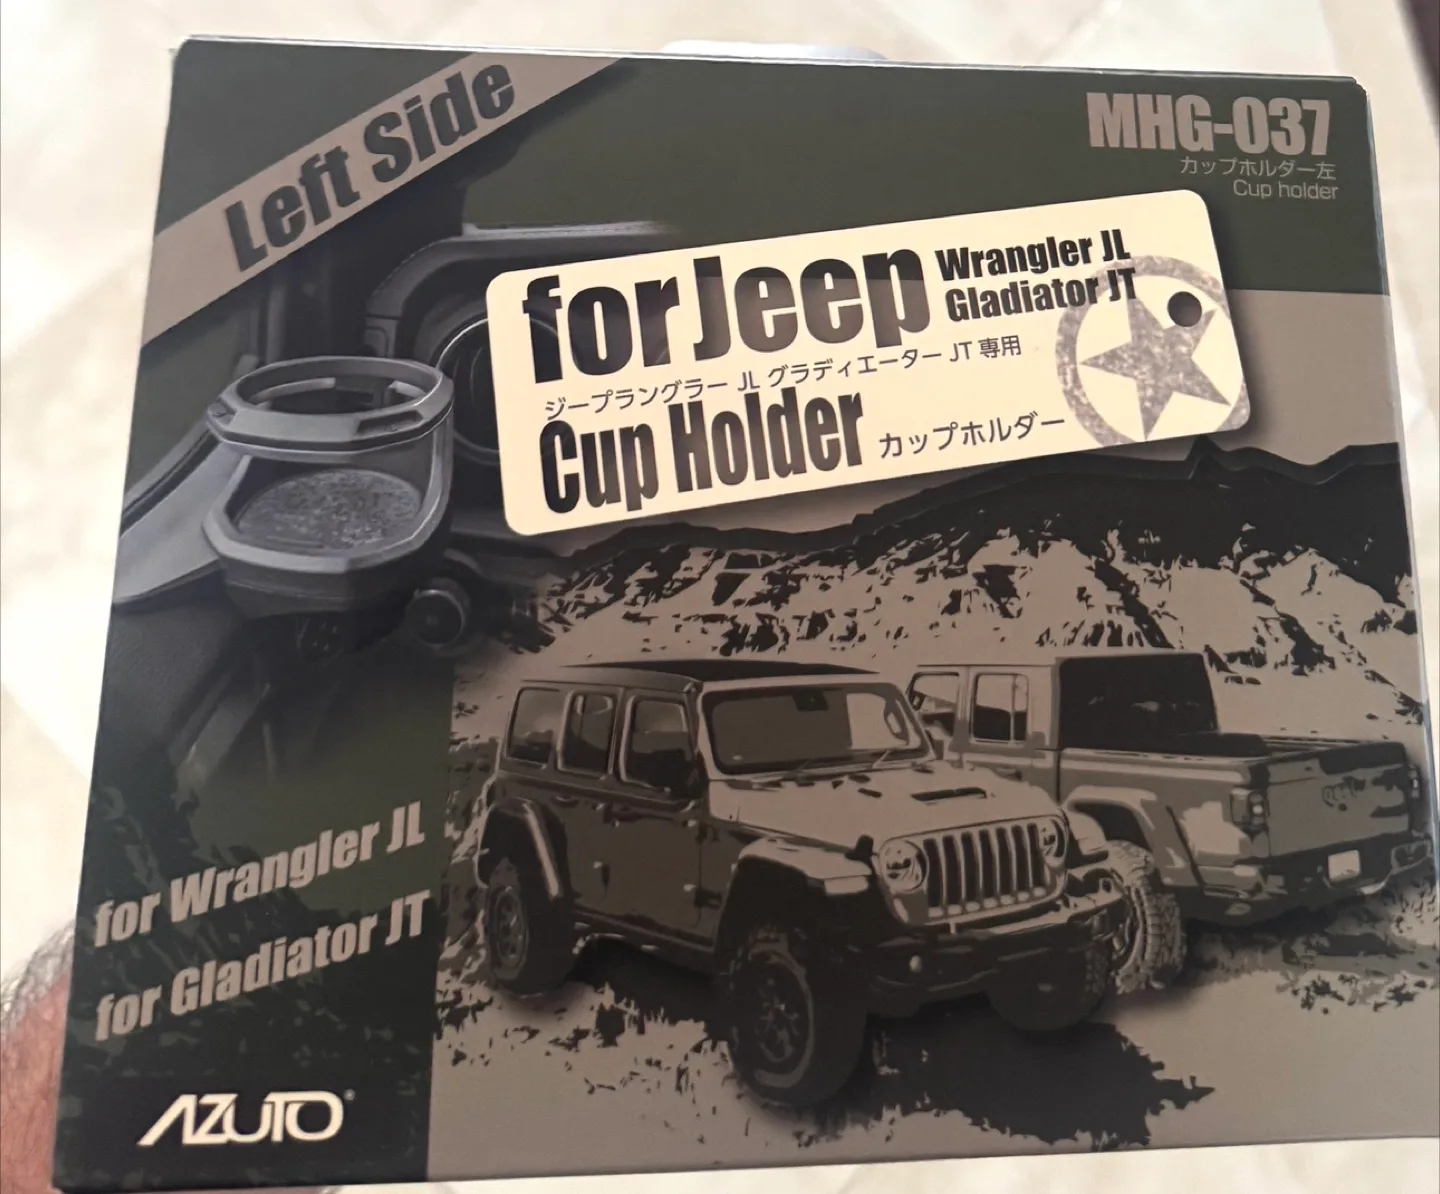 Left Side
MHG-037
カップホルダー左
Cup holder
for Jeep Wrangler JL
Gladiator JT
ジープラングラー JL グラディエーター JT 専用
Cup Holder カップホルダー
for Wrangler JL
for Gladiator JT
AZUTO®